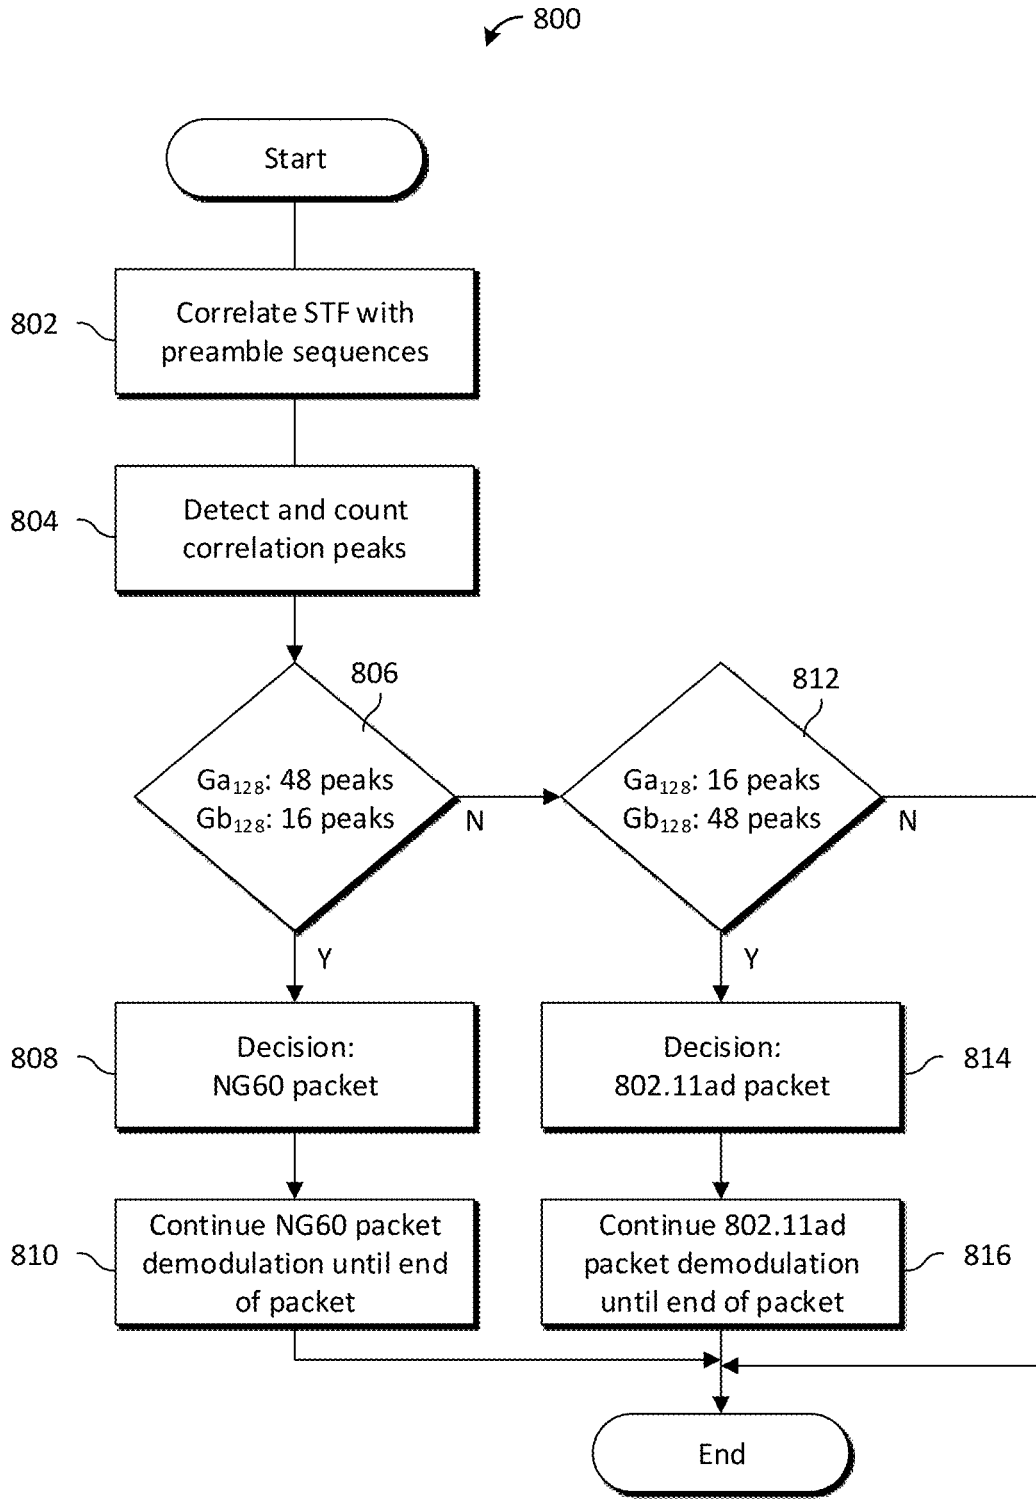 800
Start
802
Correlate STF with
preamble sequences
804
Detect and count
correlation peaks
806
Ga₁₂₈: 48 peaks
Gb₁₂₈: 16 peaks
N
Y
812
Ga₁₂₈: 16 peaks
Gb₁₂₈: 48 peaks
N
Y
808
Decision:
NG60 packet
Decision:
802.11ad packet
814
810
Continue NG60 packet
demodulation until end
of packet
Continue 802.11ad
packet demodulation
until end of packet
816
End